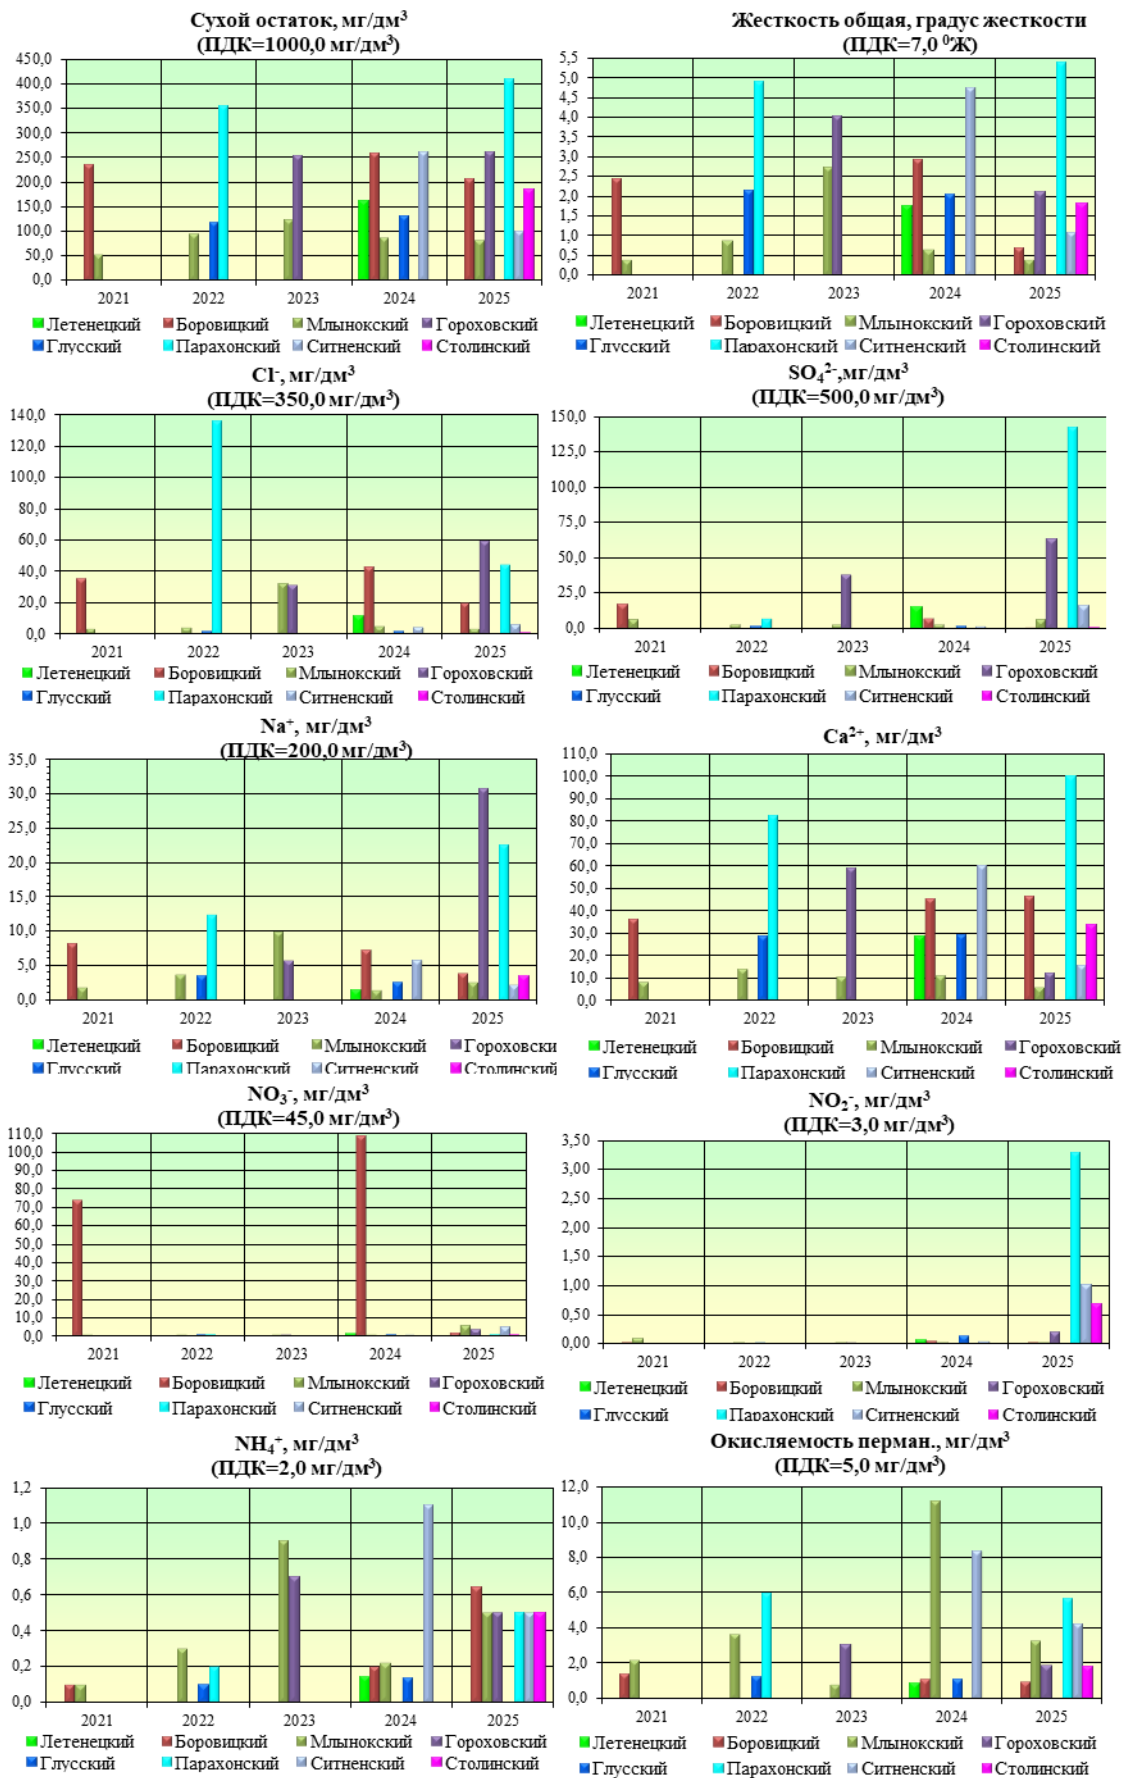 Сухой остаток, мг/дм³
(ПДК=1000,0 мг/дм³)
450,0
400,0
350,0
300,0
250,0
200,0
150,0
100,0
50,0
0,0
2021 2022 2023 2024 2025
Летенецкий Боровицкий Млынокский Гороховский
Глусский Парахонский Ситненский Столинский
Жесткость общая, градус жесткости
(ПДК=7,0 ⁰Ж)
5,5
5,0
4,5
4,0
3,5
3,0
2,5
2,0
1,5
1,0
0,5
0,0
2021 2022 2023 2024 2025
Летенецкий Боровицкий Млынокский Гороховский
Глусский Парахонский Ситненский Столинский
Cl⁻, мг/дм³
(ПДК=350,0 мг/дм³)
140,0
120,0
100,0
80,0
60,0
40,0
20,0
0,0
2021 2022 2023 2024 2025
Летенецкий Боровицкий Млынокский Гороховский
Глусский Парахонский Ситненский Столинский
SO₄²⁻,мг/дм³
(ПДК=500,0 мг/дм³)
150,0
125,0
100,0
75,0
50,0
25,0
0,0
2021 2022 2023 2024 2025
Летенецкий Боровицкий Млынокский Гороховский
Глусский Парахонский Ситненский Столинский
Na⁺, мг/дм³
(ПДК=200,0 мг/дм³)
35,0
30,0
25,0
20,0
15,0
10,0
5,0
0,0
2021 2022 2023 2024 2025
Летенецкий Боровицкий Млынокский Гороховски
Глусский Парахонский Ситненский Столинский
Ca²⁺, мг/дм³
110,0
100,0
90,0
80,0
70,0
60,0
50,0
40,0
30,0
20,0
10,0
0,0
2021 2022 2023 2024 2025
Летенецкий Боровицкий Млынокский Гороховский
Глусский Парахонский Ситненский Столинский
NO₃⁻, мг/дм³
(ПДК=45,0 мг/дм³)
110,0
100,0
90,0
80,0
70,0
60,0
50,0
40,0
30,0
20,0
10,0
0,0
2021 2022 2023 2024 2025
Летенецкий Боровицкий Млынокский Гороховский
Глусский Парахонский Ситненский Столинский
NO₂⁻, мг/дм³
(ПДК=3,0 мг/дм³)
3,50
3,00
2,50
2,00
1,50
1,00
0,50
0,00
2021 2022 2023 2024 2025
Летенецкий Боровицкий Млынокский Гороховский
Глусский Парахонский Ситненский Столинский
NH₄⁺, мг/дм³
(ПДК=2,0 мг/дм³)
1,2
1,0
0,8
0,6
0,4
0,2
0,0
2021 2022 2023 2024 2025
Летенецкий Боровицкий Млынокский Гороховский
Глусский Парахонский Ситненский Столинский
Окисляемость перман., мг/дм³
(ПДК=5,0 мг/дм³)
12,0
10,0
8,0
6,0
4,0
2,0
0,0
2021 2022 2023 2024 2025
Летенецкий Боровицкий Млынокский Гороховский
Глусский Парахонский Ситненский Столинский